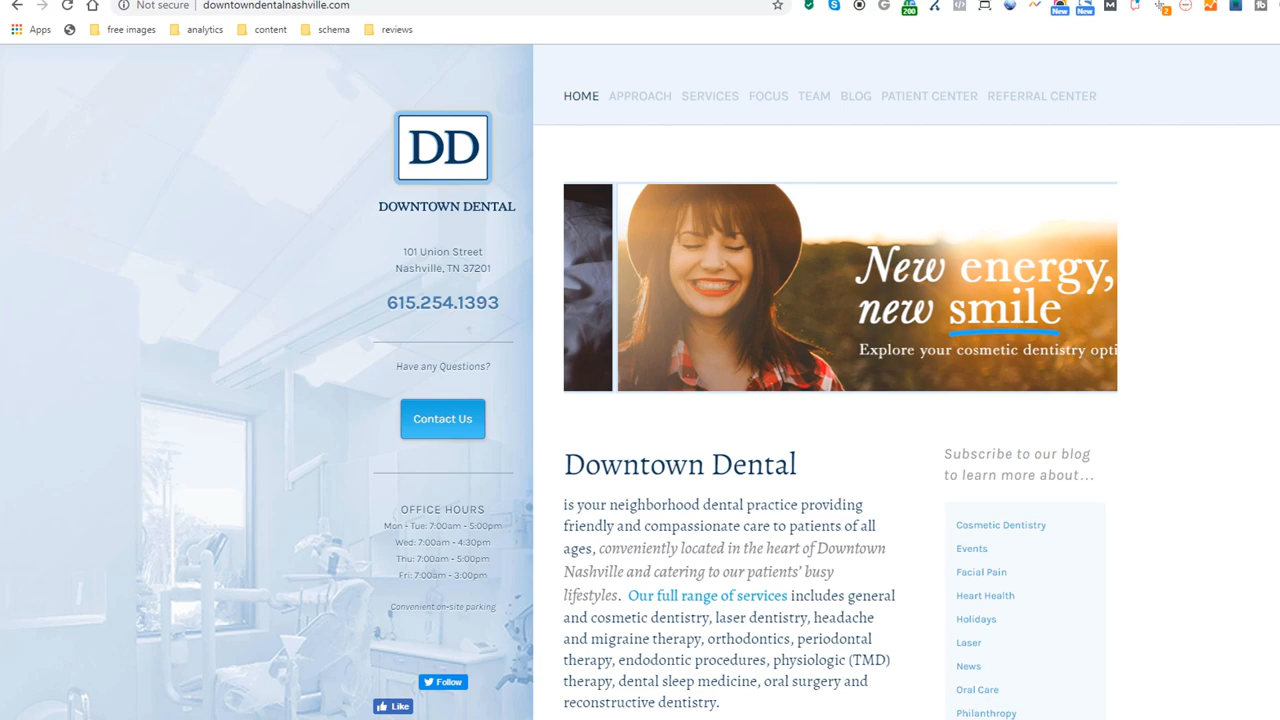 Not secure downtowndentalnashville.com
200
New
New
2
Apps free images analytics content schema reviews
HOME APPROACH SERVICES FOCUS TEAM BLOG PATIENT CENTER REFERRAL CENTER
DD
DOWNTOWN DENTAL
101 Union Street
Nashville, TN 37201
615.254.1393
Have any Questions?
Contact Us
OFFICE HOURS
Mon - Tue: 7:00am - 5:00pm
Wed: 7:00am - 4:30pm
Thu: 7:00am - 5:00pm
Fri: 7:00am - 3:00pm
Convenient on-site parking
Follow
Like
New energy,
new smile
Explore your cosmetic dentistry opti
Downtown Dental
is your neighborhood dental practice providing
friendly and compassionate care to patients of all
ages, conveniently located in the heart of Downtown
Nashville and catering to our patients' busy
lifestyles. Our full range of services includes general
and cosmetic dentistry, laser dentistry, headache
and migraine therapy, orthodontics, periodontal
therapy, endodontic procedures, physiologic (TMD)
therapy, dental sleep medicine, oral surgery and
reconstructive dentistry.
Subscribe to our blog
to learn more about...
Cosmetic Dentistry
Events
Facial Pain
Heart Health
Holidays
Laser
News
Oral Care
Philanthropy